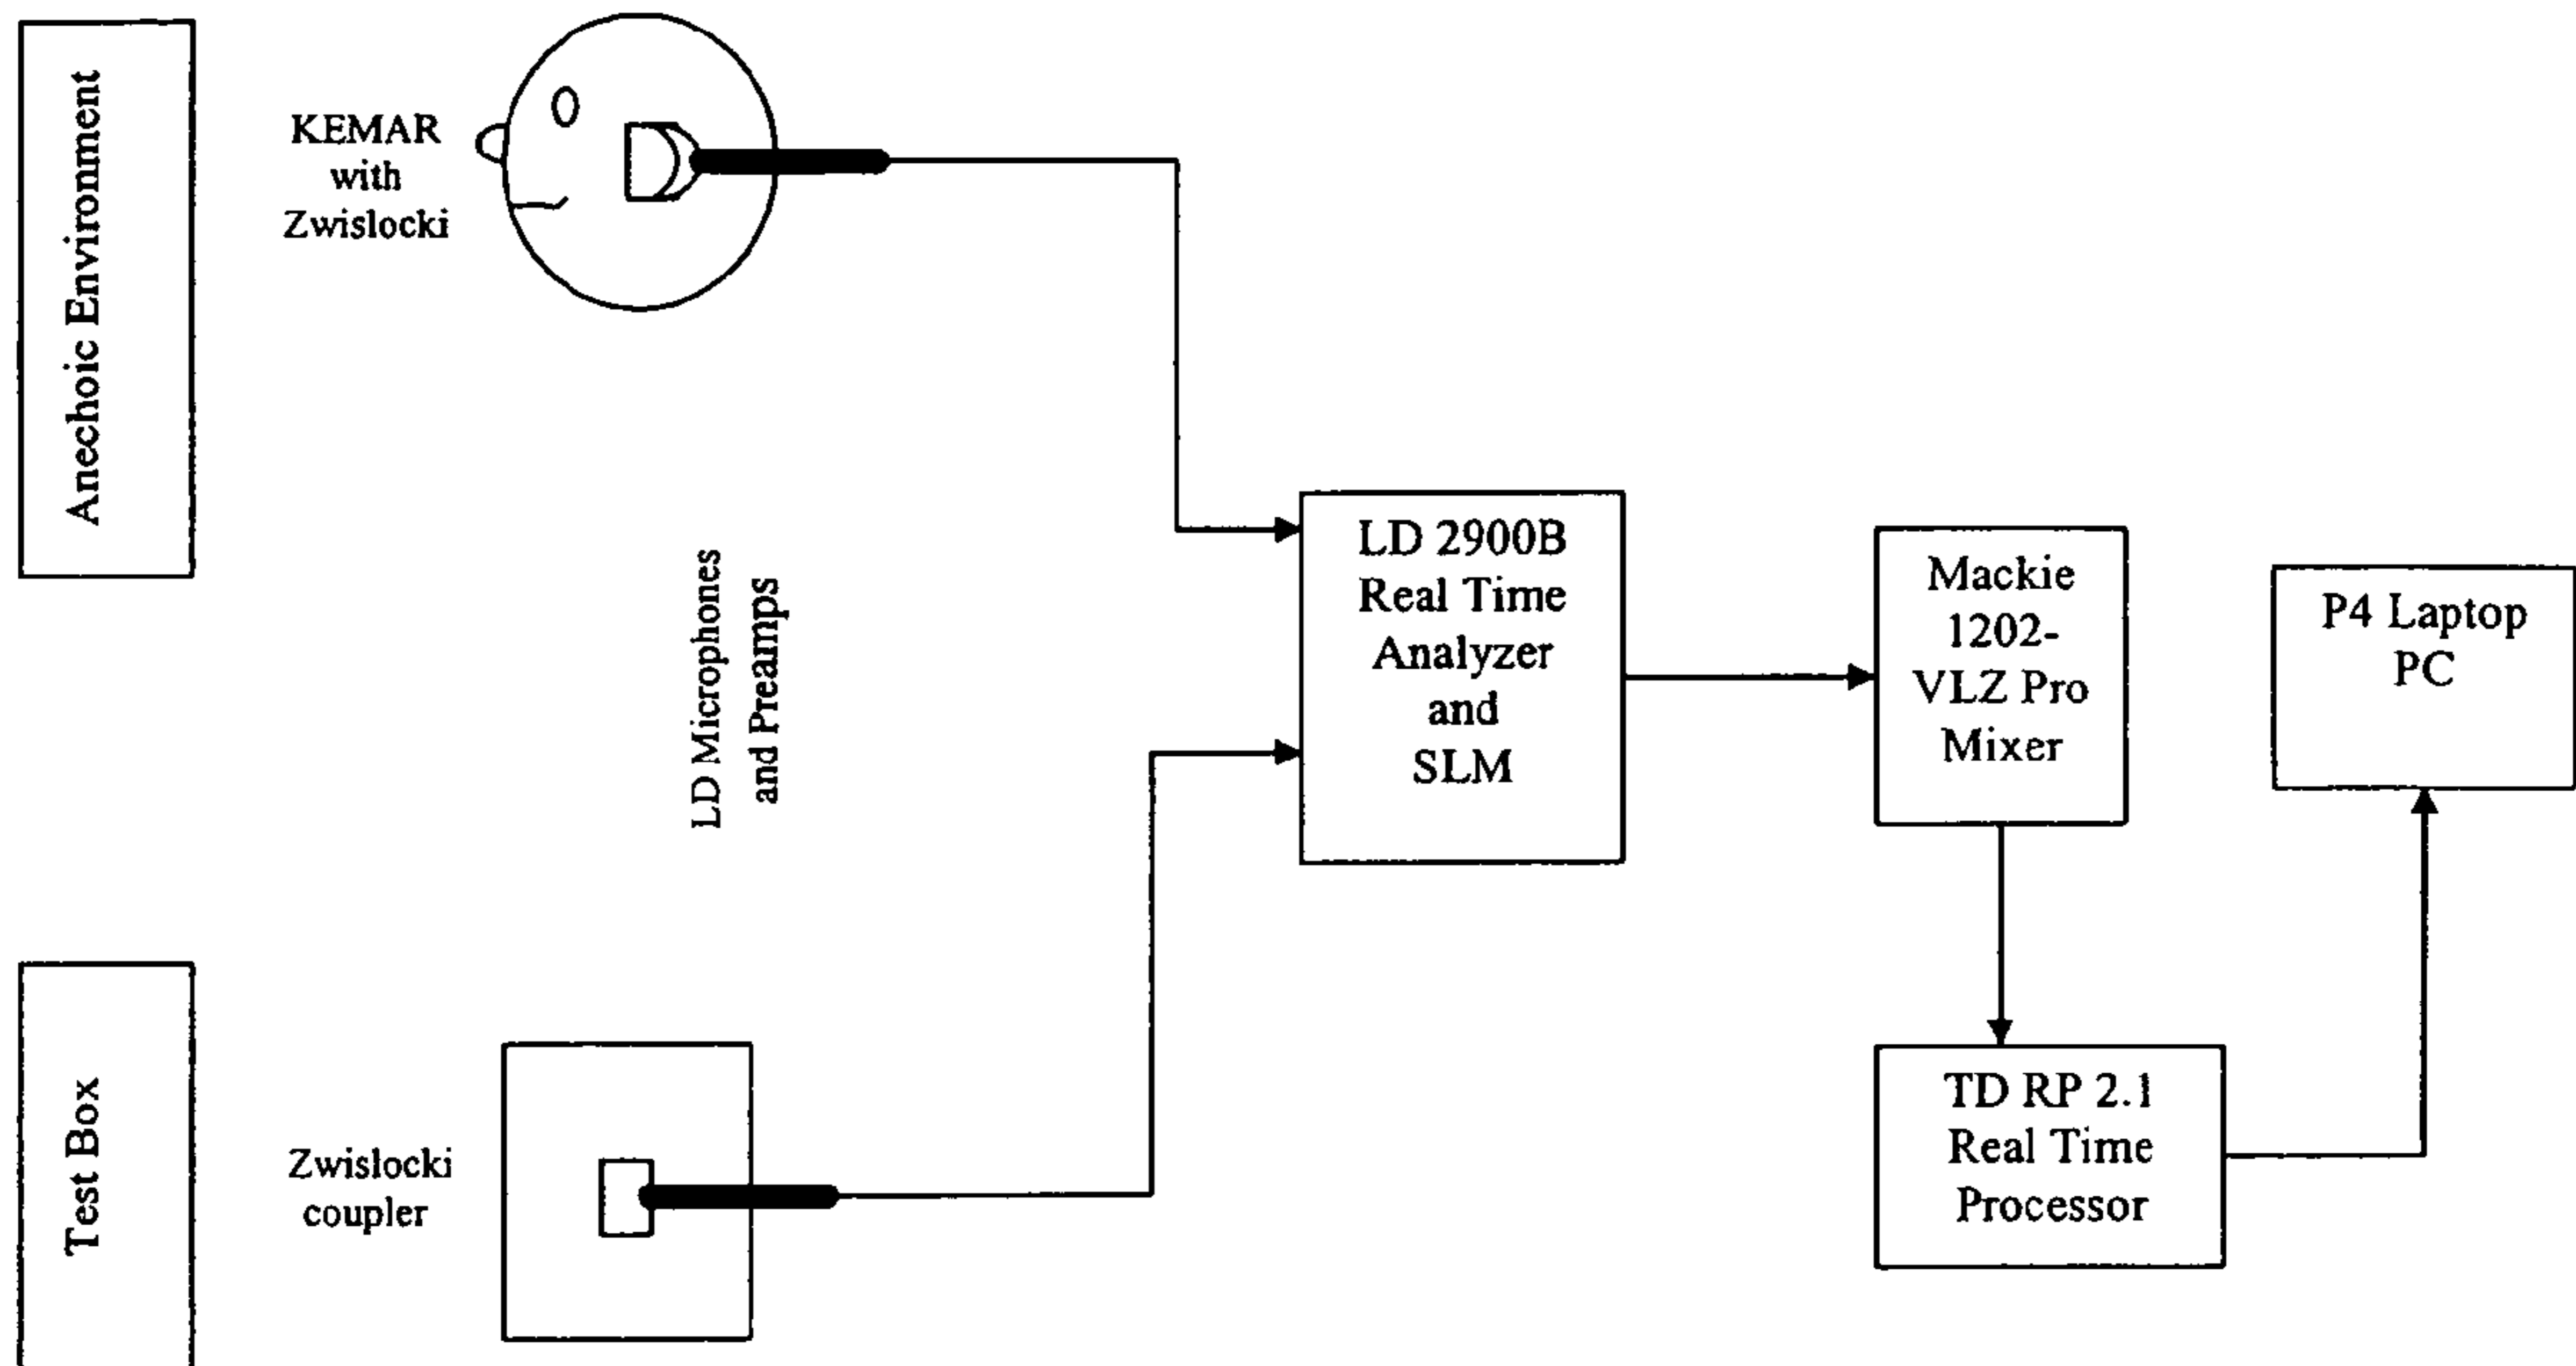 Anechoic Environment
KEMAR
with
Zwislocki
LD Microphones
and Preamps
LD 2900B
Real Time
Analyzer
and
SLM
Mackie
1202-
VLZ Pro
Mixer
P4 Laptop
PC
Test Box
Zwislocki
coupler
TD RP 2.1
Real Time
Processor